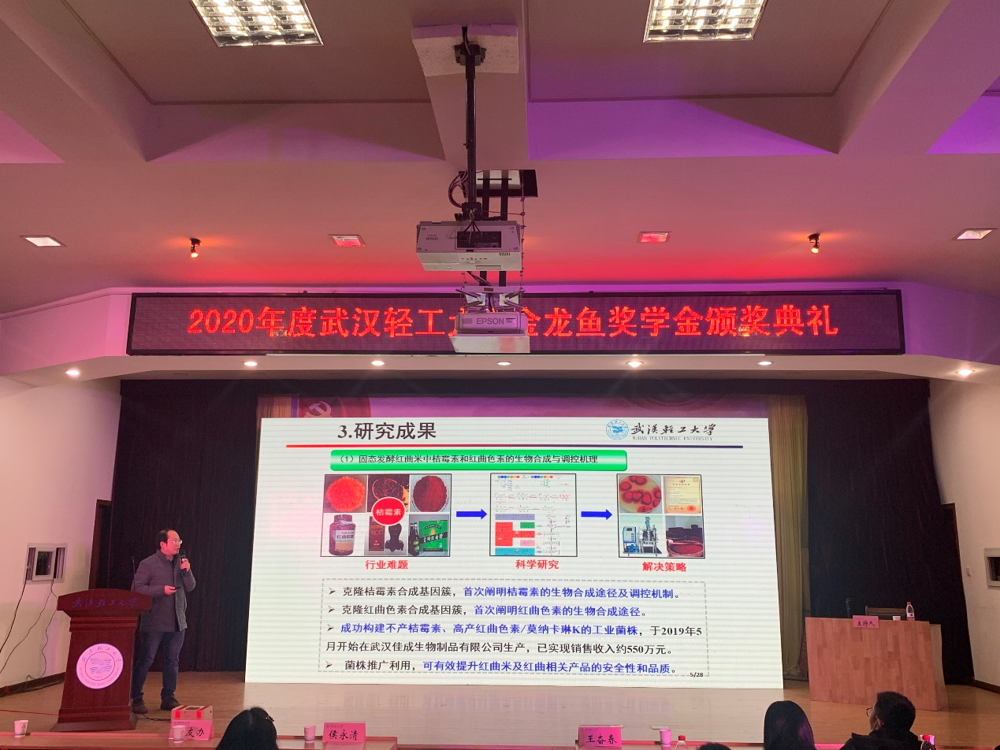 2020年度武汉轻工大 金龙鱼奖学金颁奖典礼
EPSON
3.研究成果
武漢輕工大學
WUHAN POLYTECHNIC UNIVERSITY
（1）固态发酵红曲米中桔霉素和红曲色素的生物合成与调控机理
桔霉素
行业难题
科学研究
解决策略
➢ 克隆桔霉素合成基因簇，首次阐明桔霉素的生物合成途径及调控机制。
➢ 克隆红曲色素合成基因簇，首次阐明红曲色素的生物合成途径。
➢ 成功构建不产桔霉素、高产红曲色素/莫纳卡琳K的工业菌株，于2019年5
月开始在武汉佳成生物制品有限公司生产，已实现销售收入约550万元。
➢ 菌株推广利用，可有效提升红曲米及红曲相关产品的安全性和品质。
5/28
武漢輕工大學
主持人
友办
侯永清
王奋春